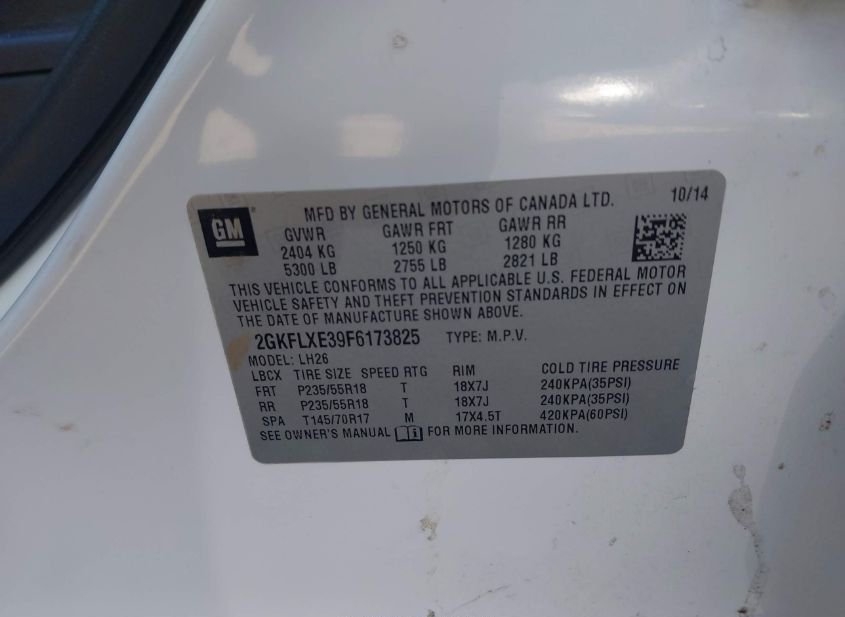 GM
MFD BY GENERAL MOTORS OF CANADA LTD. 10/14
GVWR GAWR FRT GAWR RR
2404 KG 1250 KG 1280 KG
5300 LB 2755 LB 2821 LB
THIS VEHICLE CONFORMS TO ALL APPLICABLE U.S. FEDERAL MOTOR
VEHICLE SAFETY AND THEFT PREVENTION STANDARDS IN EFFECT ON
THE DATE OF MANUFACTURE SHOWN ABOVE.
2GKFLXE39F6173825 TYPE: M.P.V.
MODEL: LH26
LBCX TIRE SIZE SPEED RTG RIM COLD TIRE PRESSURE
FRT P235/55R18 T 18X7J 240KPA(35PSI)
RR P235/55R18 T 18X7J 240KPA(35PSI)
SPA T145/70R17 M 17X4.5T 420KPA(60PSI)
SEE OWNER'S MANUAL FOR MORE INFORMATION.